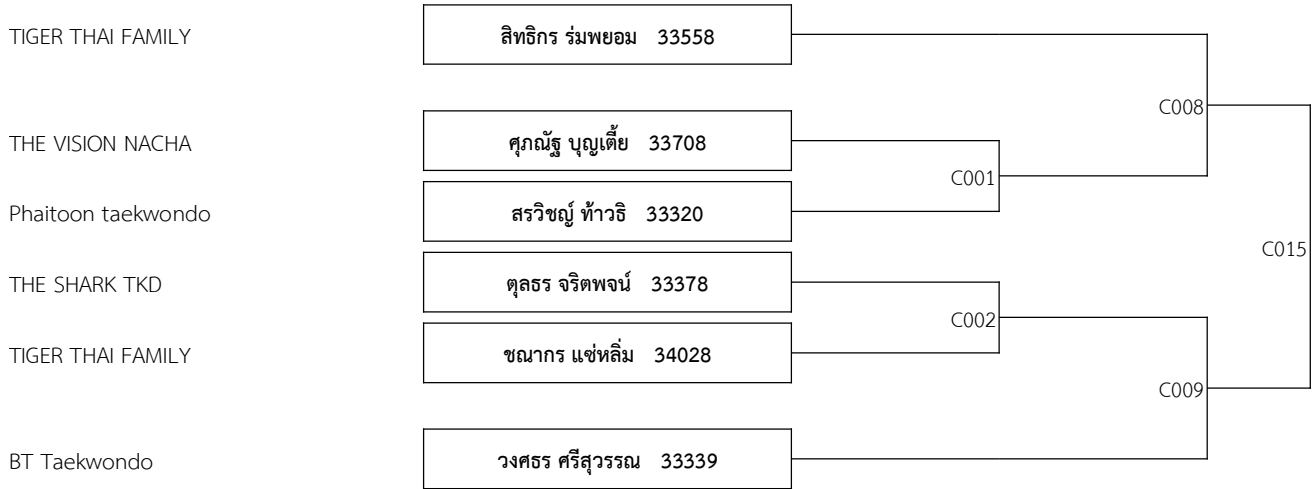 TIGER THAI FAMILY สิทธิกร ร่มพยอม 33558
C008
THE VISION NACHA ศุภณัฐ บุญเตี้ย 33708
C001
Phaitoon taekwondo สรวิชญ์ ท้าวธิ 33320
C015
THE SHARK TKD ตุลธร จริตพจน์ 33378
C002
TIGER THAI FAMILY ชณากร แซ่หลิ่ม 34028
C009
BT Taekwondo วงศธร ศรีสุวรรณ 33339